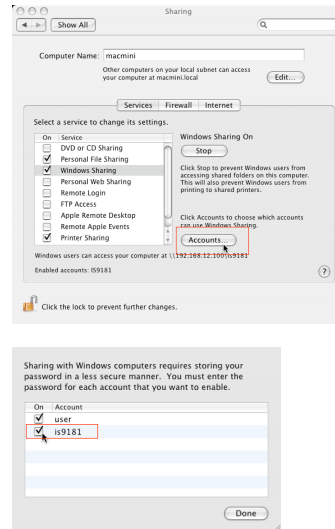 Sharing
Show All
Computer Name: macmini
Other computers on your local subnet can access
your computer at macmini.local
Edit...
Services Firewall Internet
Select a service to change its settings.
On Service
DVD or CD Sharing
Personal File Sharing
Windows Sharing
Personal Web Sharing
Remote Login
FTP Access
Apple Remote Desktop
Remote Apple Events
Printer Sharing
Windows Sharing On
Stop
Click Stop to prevent Windows users from
accessing shared folders on this computer.
This will also prevent Windows users from
printing to shared printers.
Click Accounts to choose which accounts
can use Windows Sharing.
Accounts...
Windows users can access your computer at \\192.168.12.100\is9181
Enabled accounts: IS9181
?
Click the lock to prevent further changes.
Sharing with Windows computers requires storing your
password in a less secure manner. You must enter the
password for each account that you want to enable.
On Account
user
is9181
Done